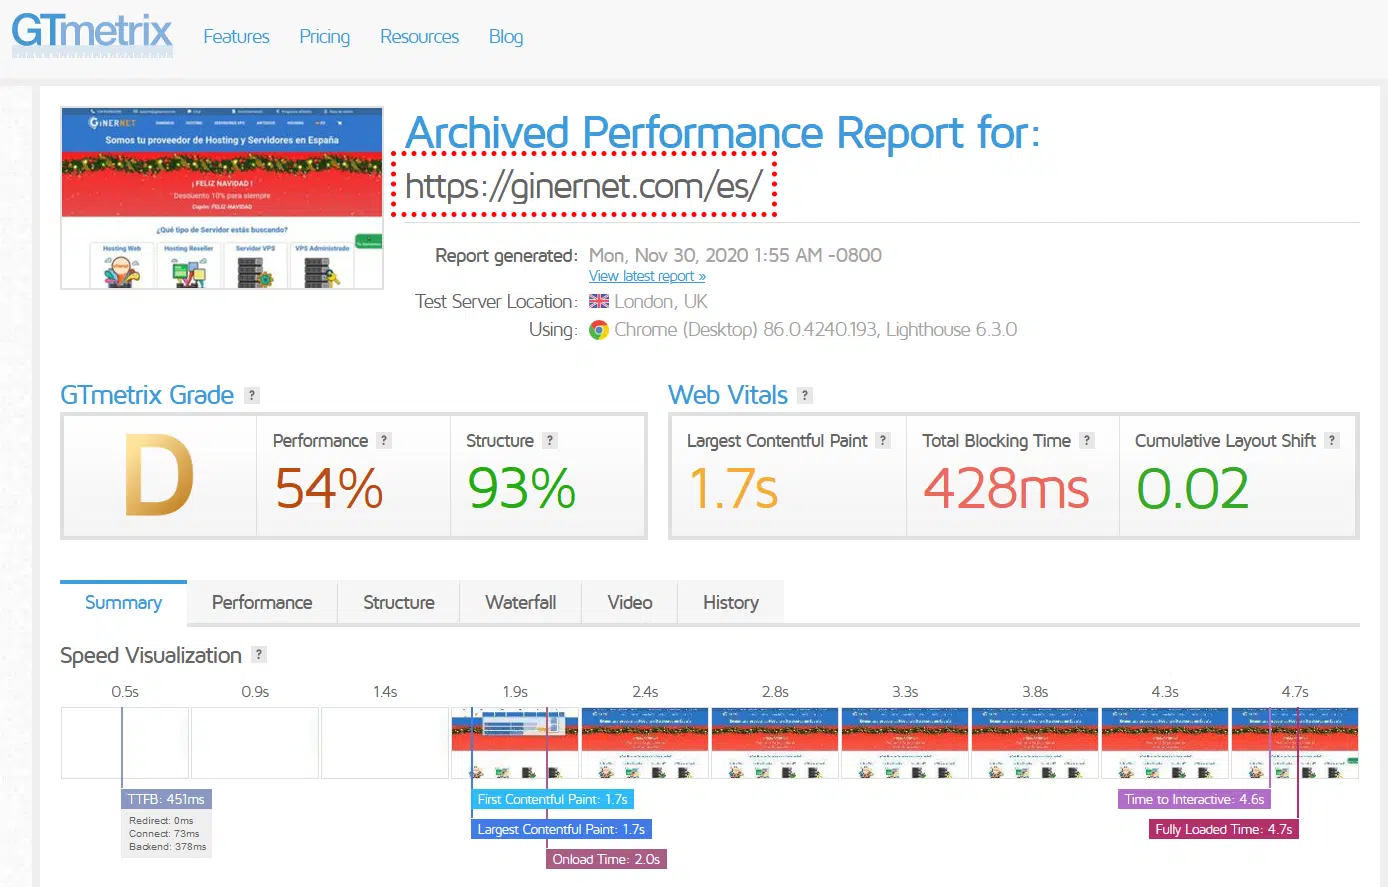 GTmetrix
Features Pricing Resources Blog
GiNERNET
Somos tu proveedor de Hosting y Servidores en España
¡ FELIZ NAVIDAD !
Descuento 10% para siempre
Cupón: FELIZ-NAVIDAD
¿Qué tipo de Servidor estás buscando?
Hosting Web Hosting Reseller Servidor VPS VPS Administrado
Archived Performance Report for:
https://ginernet.com/es/
Report generated: Mon, Nov 30, 2020 1:55 AM -0800
View latest report »
Test Server Location: London, UK
Using: Chrome (Desktop) 86.0.4240.193, Lighthouse 6.3.0
GTmetrix Grade ?
D
Performance ?
54%
Structure ?
93%
Web Vitals ?
Largest Contentful Paint ?
1.7s
Total Blocking Time ?
428ms
Cumulative Layout Shift ?
0.02
Summary Performance Structure Waterfall Video History
Speed Visualization ?
0.5s 0.9s 1.4s 1.9s 2.4s 2.8s 3.3s 3.8s 4.3s 4.7s
TTFB: 451ms
Redirect: 0ms
Connect: 73ms
Backend: 378ms
First Contentful Paint: 1.7s
Largest Contentful Paint: 1.7s
Onload Time: 2.0s
Time to Interactive: 4.6s
Fully Loaded Time: 4.7s